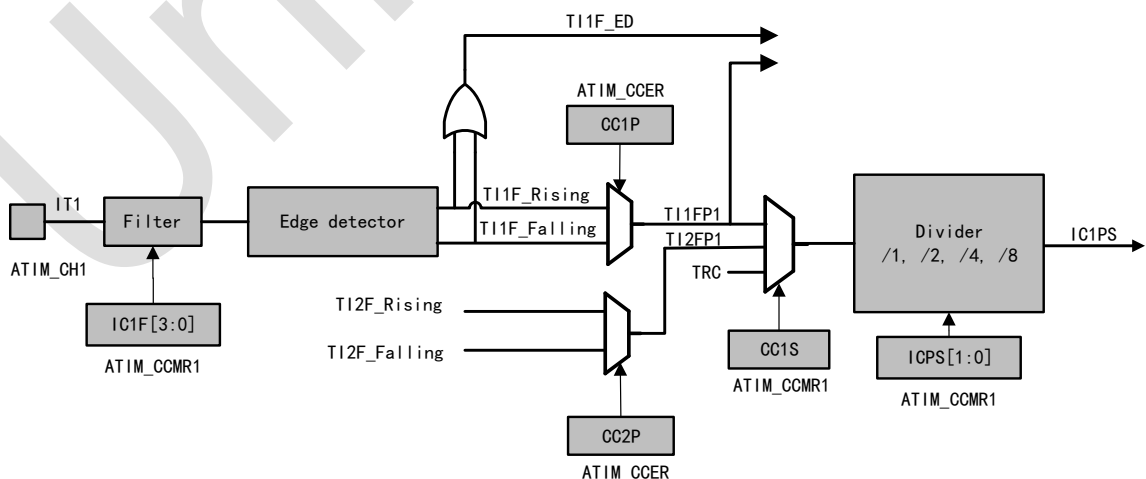 TI1F_ED
ATIM_CCER
CC1P
IT1
Filter
Edge detector
TI1F_Rising
TI1F_Falling
TI1FP1
TI2FP1
TRC
Divider
/1, /2, /4, /8
IC1PS
ATIM_CH1
IC1F[3:0]
ATIM_CCMR1
TI2F_Rising
TI2F_Falling
CC1S
ATIM_CCMR1
ICPS[1:0]
ATIM_CCMR1
CC2P
ATIM CCER